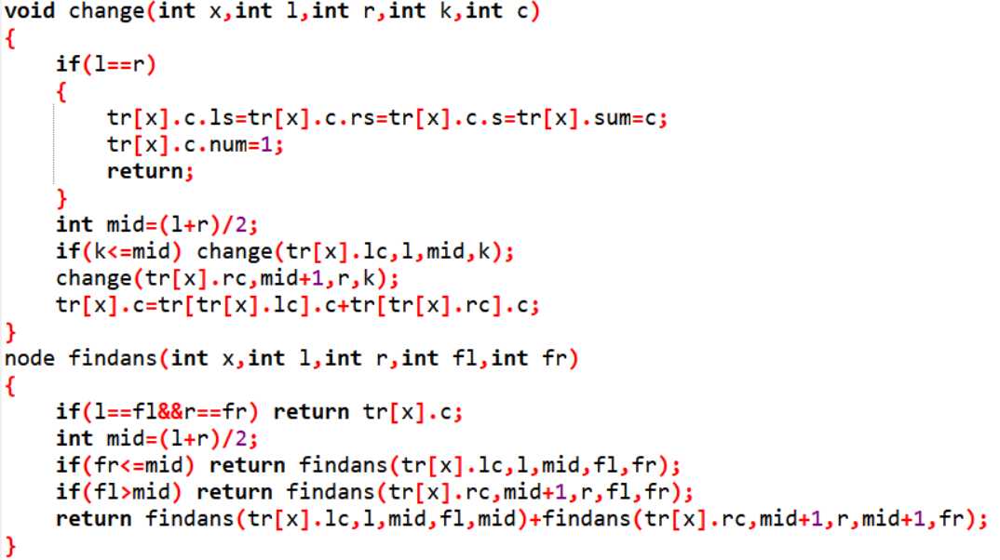 void change(int x,int l,int r,int k,int c)
{
    if(l==r)
    {
        tr[x].c.ls=tr[x].c.rs=tr[x].c.s=tr[x].sum=c;
        tr[x].c.num=1;
        return;
    }
    int mid=(l+r)/2;
    if(k<=mid) change(tr[x].lc,l,mid,k);
    change(tr[x].rc,mid+1,r,k);
    tr[x].c=tr[tr[x].lc].c+tr[tr[x].rc].c;
}
node findans(int x,int l,int r,int fl,int fr)
{
    if(l==fl&&r==fr) return tr[x].c;
    int mid=(l+r)/2;
    if(fr<=mid) return findans(tr[x].lc,l,mid,fl,fr);
    if(fl>mid) return findans(tr[x].rc,mid+1,r,fl,fr);
    return findans(tr[x].lc,l,mid,fl,mid)+findans(tr[x].rc,mid+1,r,mid+1,fr);
}